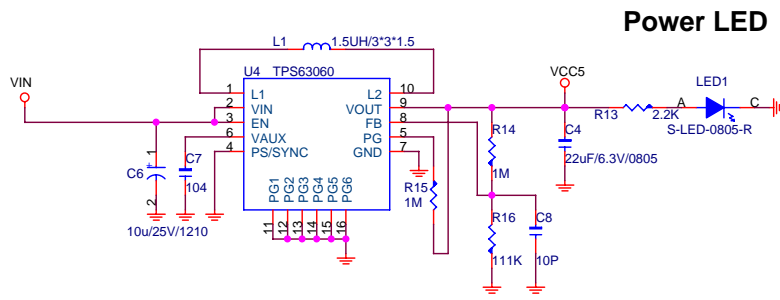 Power LED
L1 1.5UH/3*3*1.5
U4 TPS63060
VIN
VCC5
LED1
1 L1 L2 10
2 VIN VOUT 9
3 EN FB 8
6 VAUX PG 5
4 PS/SYNC GND 7
R13 2.2K A C
S-LED-0805-R
R14
1M
C4
22uF/6.3V/0805
1
C6
+
2
10u/25V/1210
C7
104
R15
1M
PG1 PG2 PG3 PG4 PG5 PG6
11 12 13 14 15 16
R16
111K
C8
10P